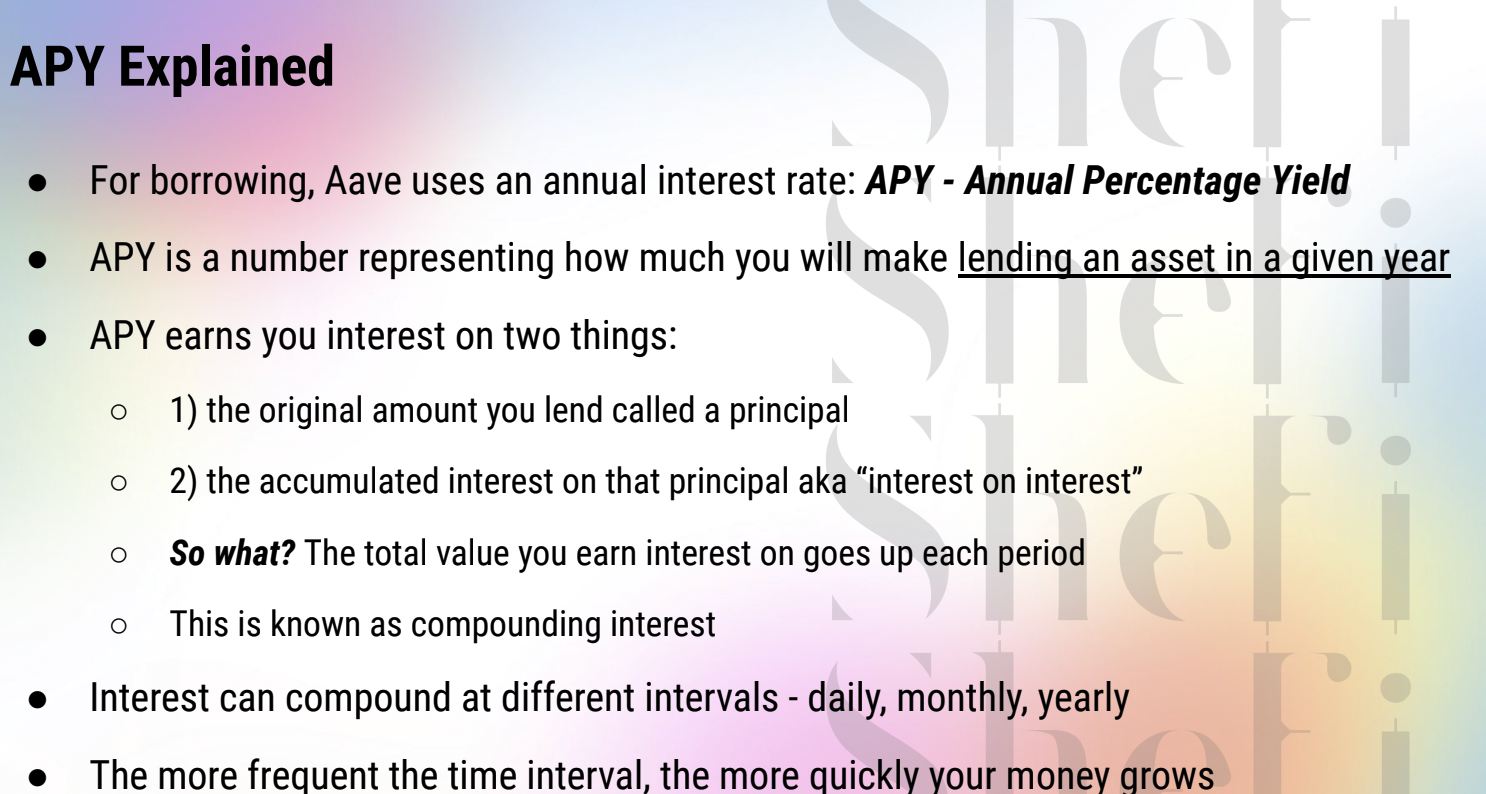 APY Explained
● For borrowing, Aave uses an annual interest rate: APY - Annual Percentage Yield
● APY is a number representing how much you will make lending an asset in a given year
● APY earns you interest on two things:
○ 1) the original amount you lend called a principal
○ 2) the accumulated interest on that principal aka “interest on interest”
○ So what? The total value you earn interest on goes up each period
○ This is known as compounding interest
● Interest can compound at different intervals - daily, monthly, yearly
● The more frequent the time interval, the more quickly your money grows
SheFi
SheFi
SheFi
SheFi